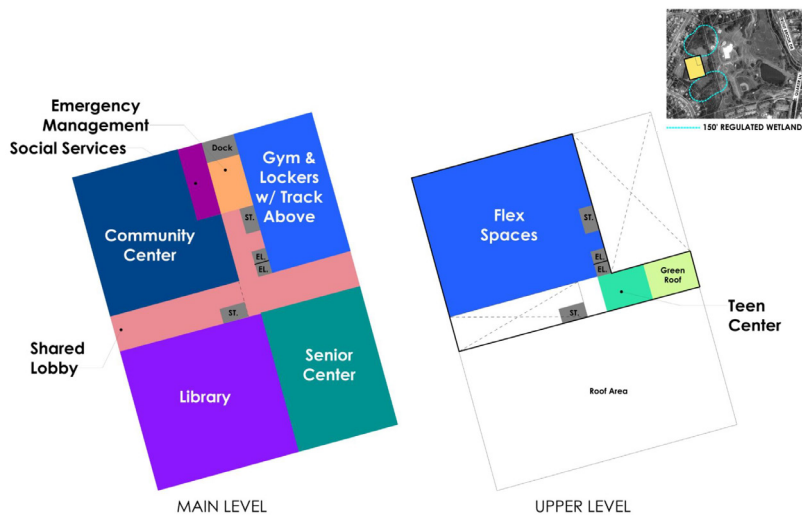 150' REGULATED WETLAND
Emergency
Management
Social Services
Dock
Gym &
Lockers
w/ Track
Above
ST.
Community
Center
EL.
EL.
ST.
Shared
Lobby
Library
Senior
Center
MAIN LEVEL
Flex
Spaces
ST.
EL.
EL.
Green
Roof
ST.
Teen
Center
Roof Area
UPPER LEVEL